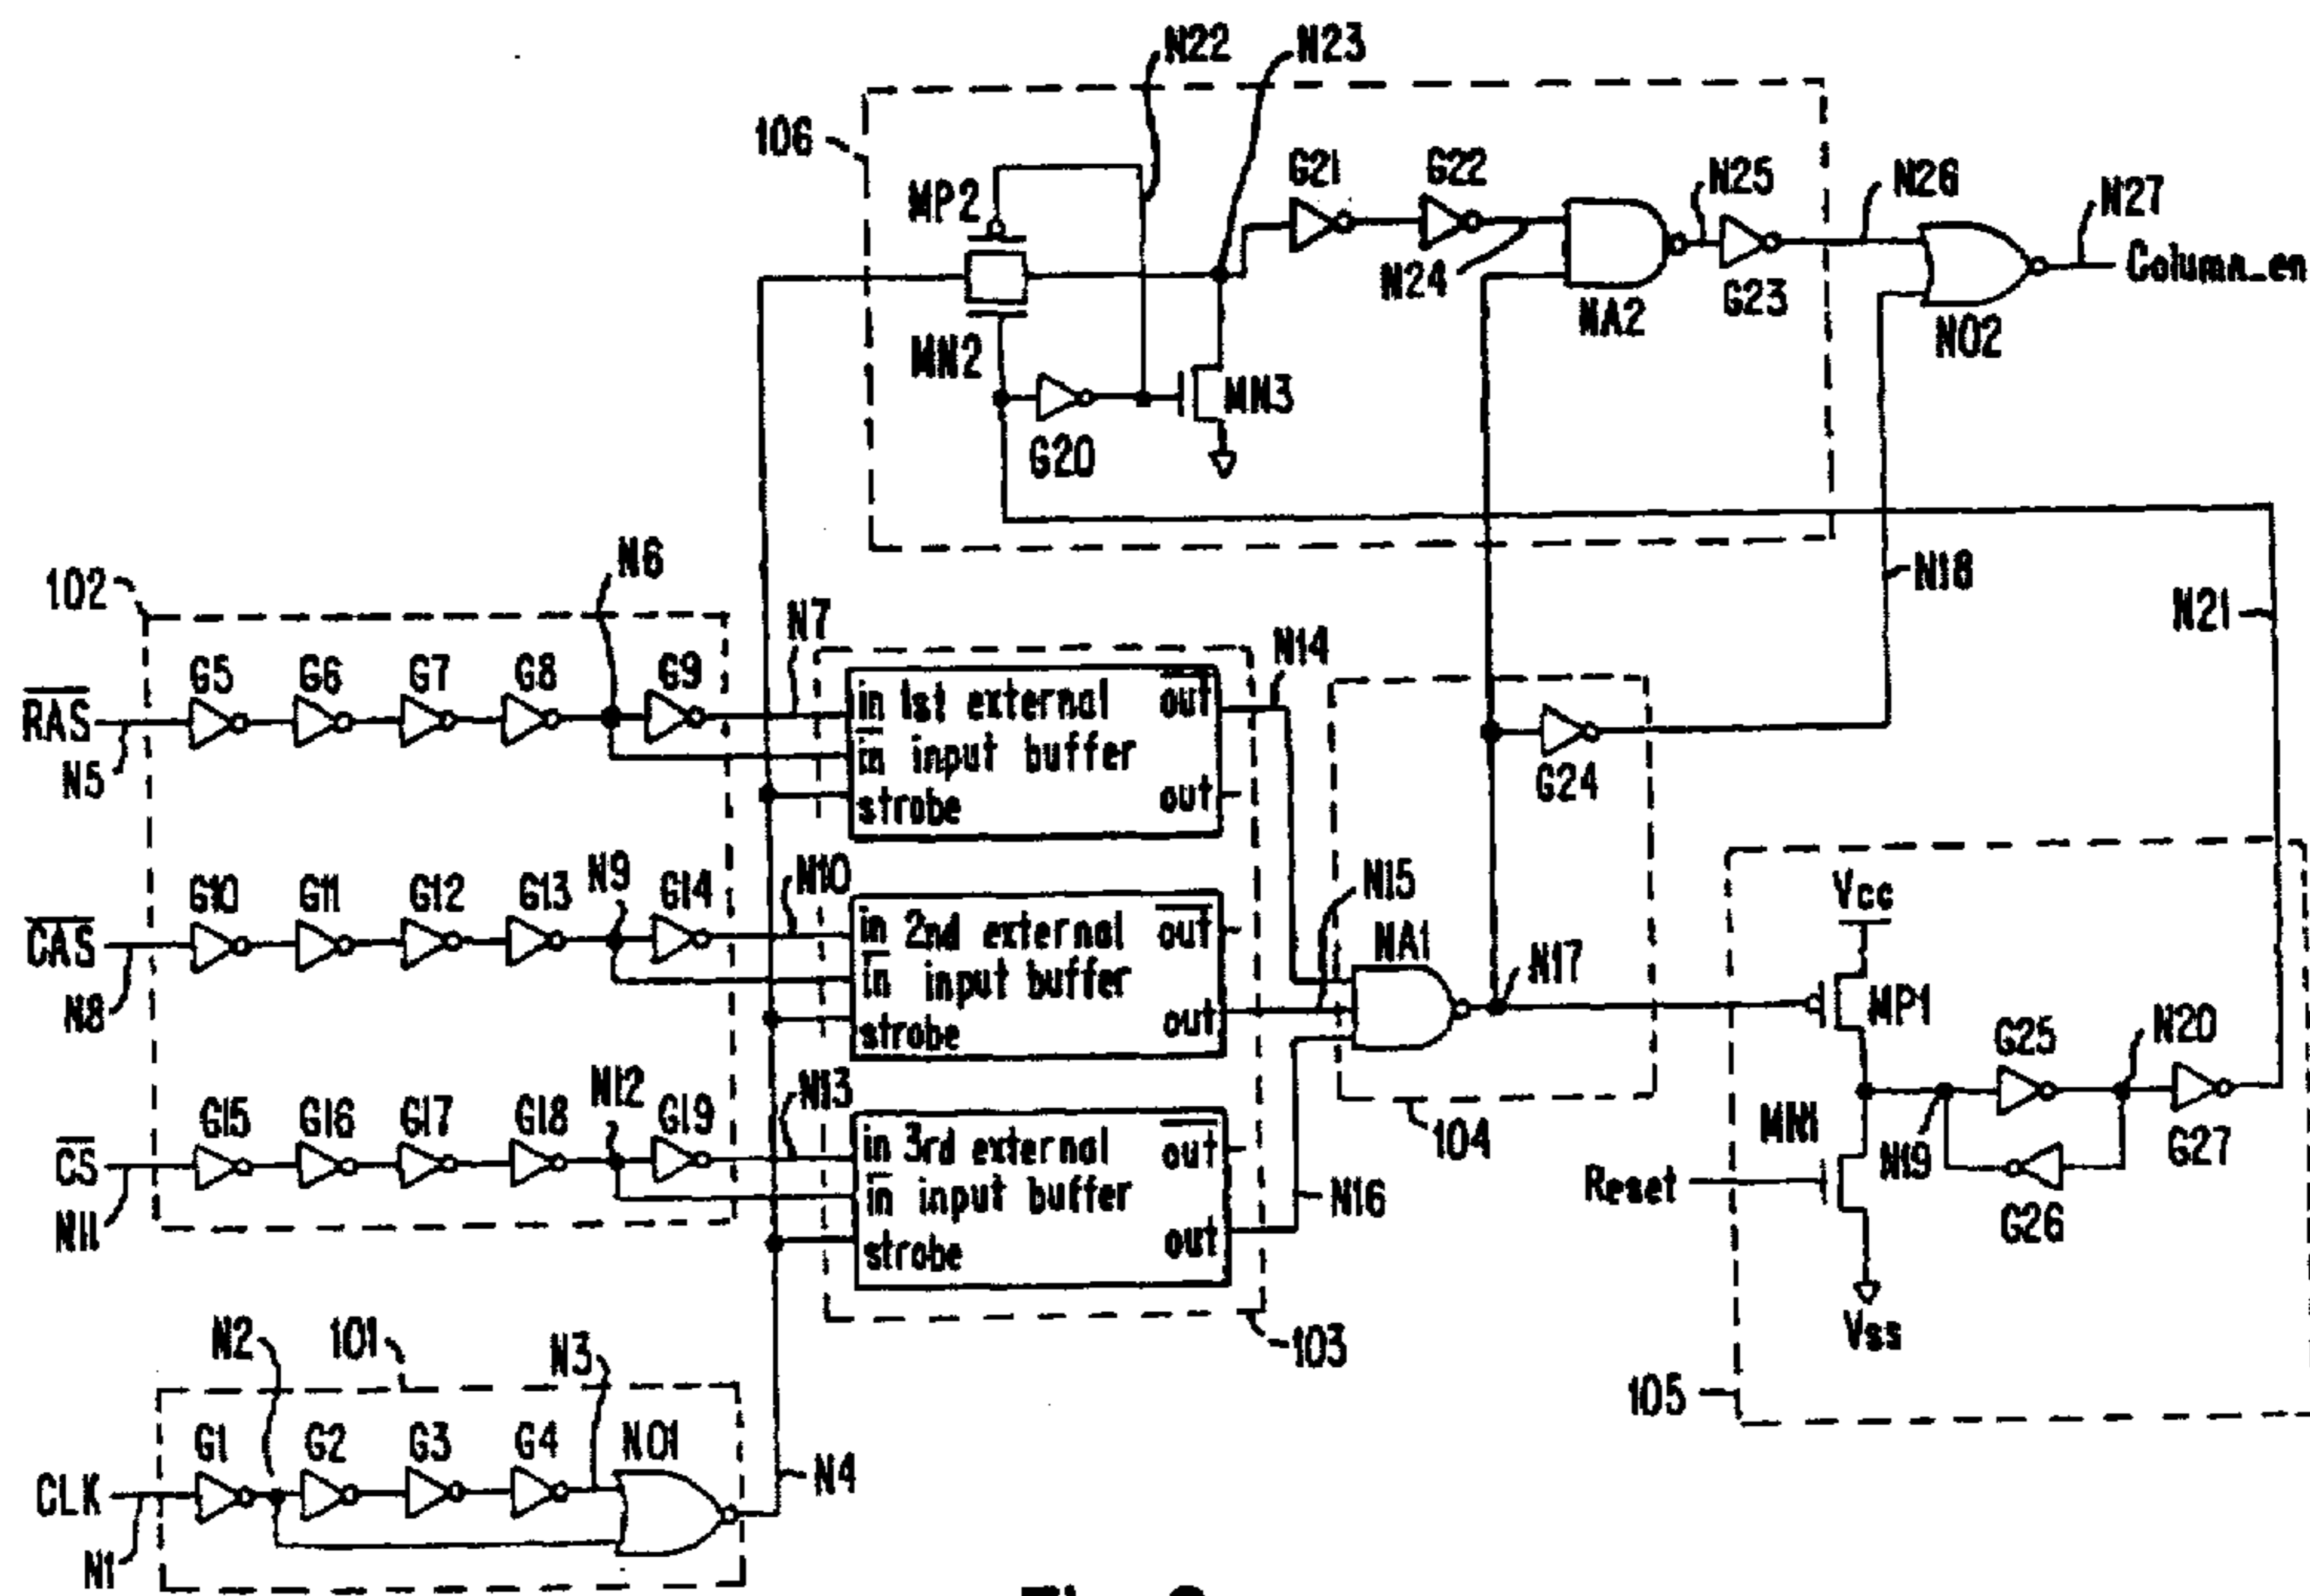 N22
N23
106
MP2
G21
G22
N25
N26
N27
Column_en
N24
NA2
G23
NO2
MN2
G20
MN3
N18
N21
102
N6
N7
N14
RAS
G5
G6
G7
G8
G9
N5
in 1st external out
in input buffer
strobe out
G24
CAS
G10
G11
G12
G13
N9
G14
N10
N8
in 2nd external out
in input buffer
strobe out
N15
NA1
N17
Vcc
MP1
G25
N20
G27
N19
G26
MN1
Reset
Vss
105
104
N16
CS
G15
G16
G17
G18
N12
G19
N13
N11
in 3rd external out
in input buffer
strobe out
103
N2
101
N3
CLK
G1
G2
G3
G4
NO1
N1
N4